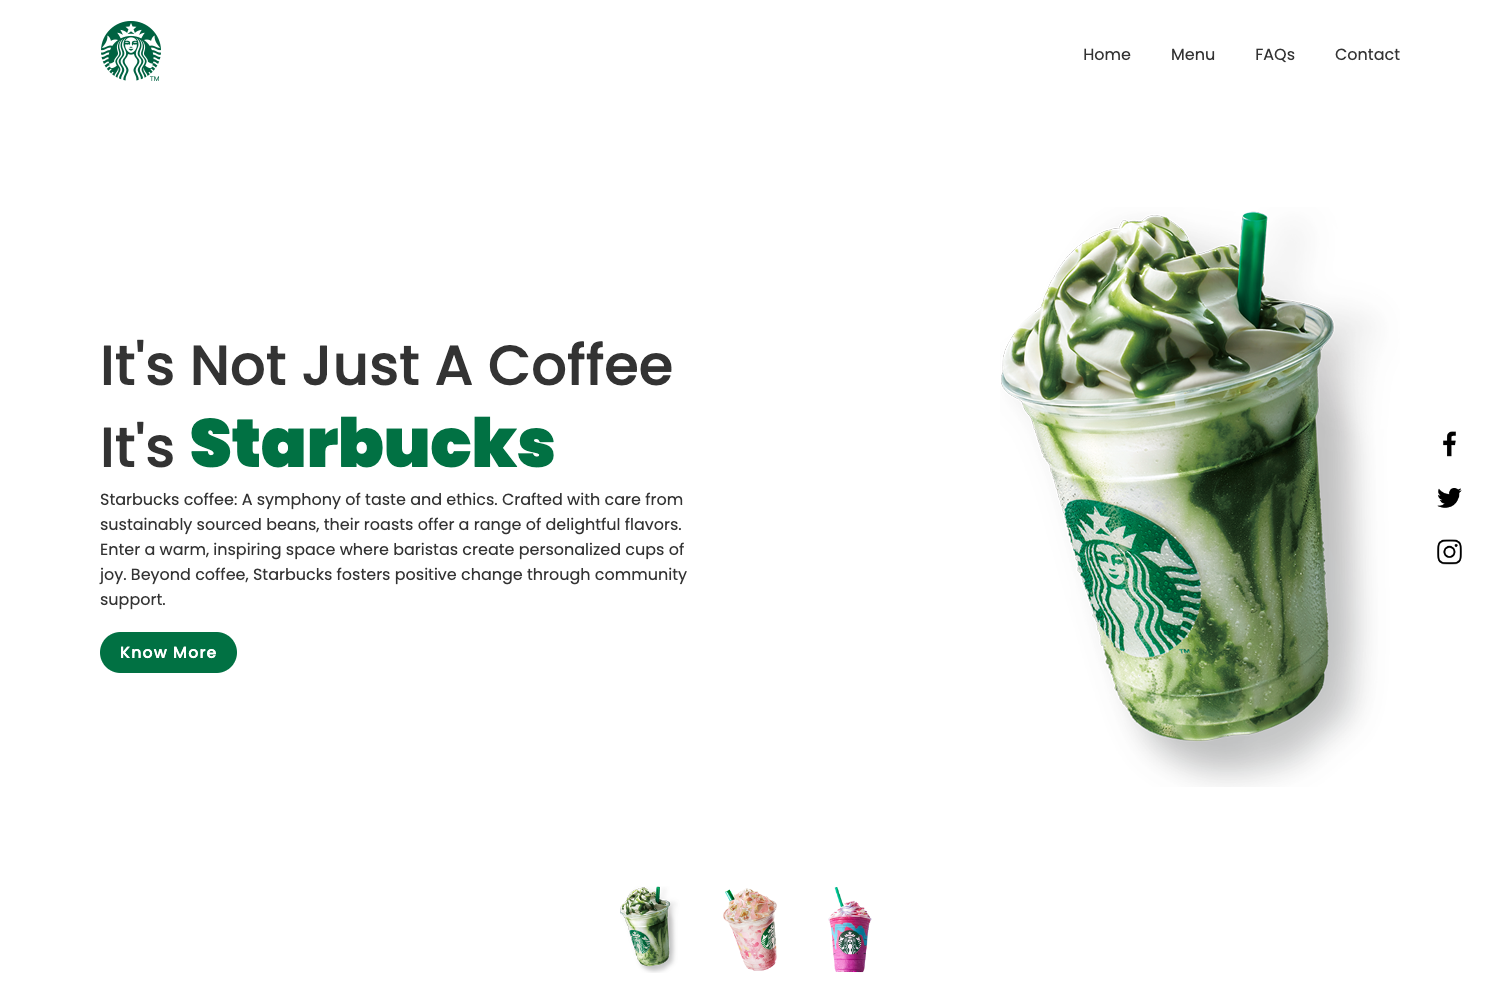 TM
Home
Menu
FAQs
Contact
It's Not Just A Coffee
It's Starbucks
Starbucks coffee: A symphony of taste and ethics. Crafted with care from
sustainably sourced beans, their roasts offer a range of delightful flavors.
Enter a warm, inspiring space where baristas create personalized cups of
joy. Beyond coffee, Starbucks fosters positive change through community
support.
Know More
TM